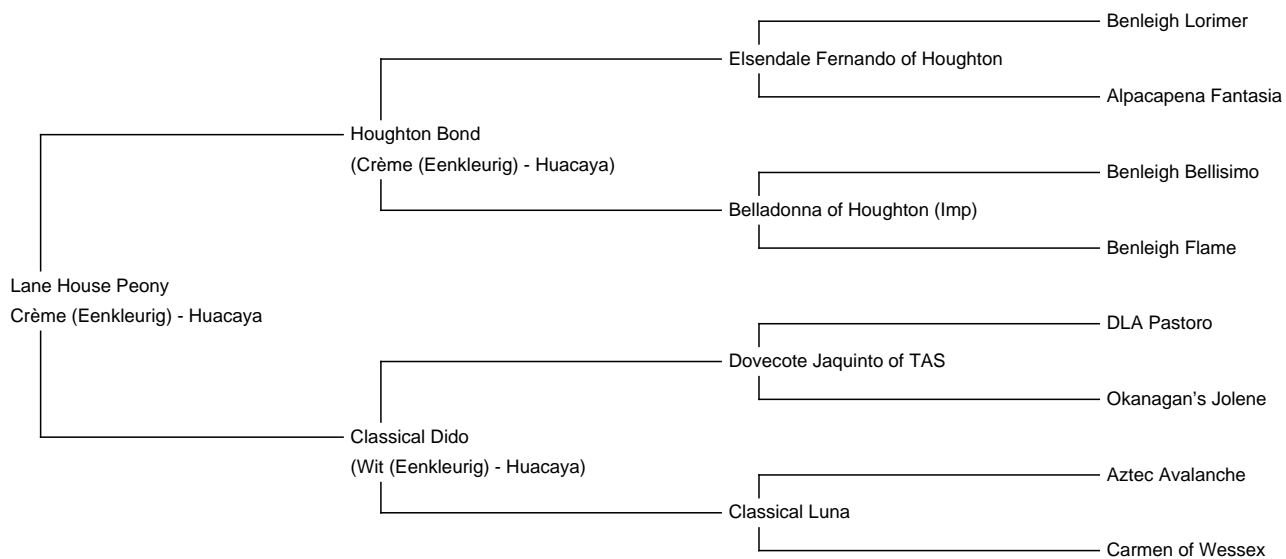 Benleigh Lorimer
Elsendale Fernando of Houghton
Alpacapena Fantasia
Houghton Bond
(Crème (Eenkleurig) - Huacaya)
Benleigh Bellisimo
Belladonna of Houghton (Imp)
Benleigh Flame
Lane House Peony
Crème (Eenkleurig) - Huacaya
DLA Pastoro
Dovecote Jaquinto of TAS
Okanagan's Jolene
Classical Dido
(Wit (Eenkleurig) - Huacaya)
Aztec Avalanche
Classical Luna
Carmen of Wessex